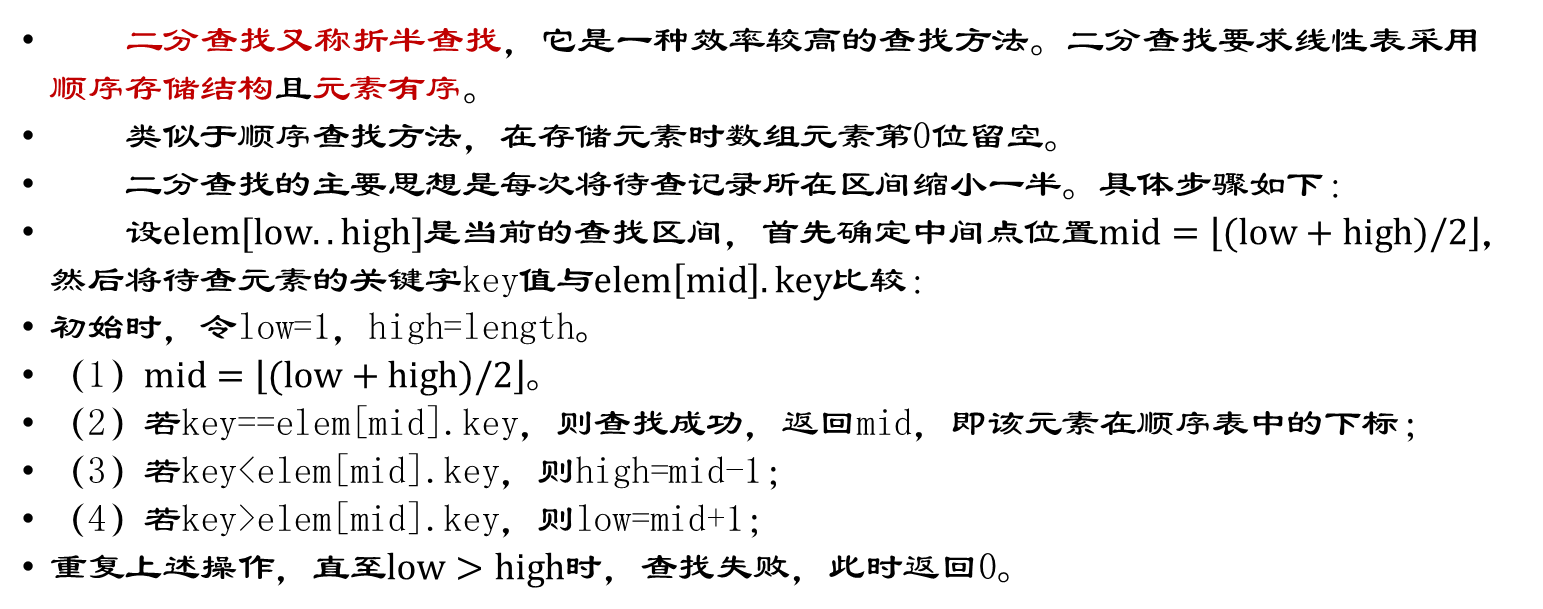 • 二分查找又称折半查找，它是一种效率较高的查找方法。二分查找要求线性表采用
顺序存储结构且元素有序。
• 类似于顺序查找方法，在存储元素时数组元素第0位留空。
• 二分查找的主要思想是每次将待查记录所在区间缩小一半。具体步骤如下：
• 设elem[low..high]是当前的查找区间，首先确定中间点位置mid = ⌊(low + high)/2⌋，
然后将待查元素的关键字key值与elem[mid].key比较：
• 初始时，令low=1，high=length。
• （1）mid = ⌊(low + high)/2⌋。
• （2）若key==elem[mid].key，则查找成功，返回mid，即该元素在顺序表中的下标；
• （3）若key<elem[mid].key，则high=mid-1；
• （4）若key>elem[mid].key，则low=mid+1；
• 重复上述操作，直至low > high时，查找失败，此时返回0。